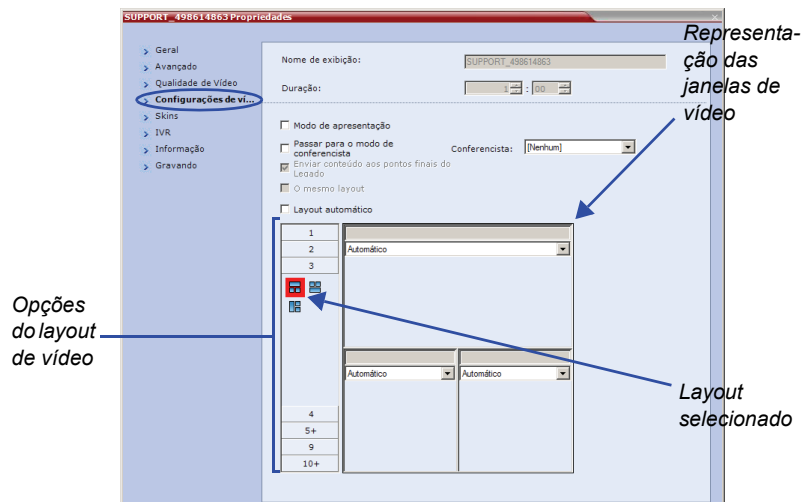 SUPPORT_498614863 Propriedades
Geral
Avançado
Qualidade de Vídeo
Configurações de ví...
Skins
IVR
Informação
Gravando
Nome de exibição:
SUPPORT_498614863
Duração:
1 : 00
Modo de apresentação
Passar para o modo de
conferencista
Conferencista:
[Nenhum]
Enviar conteúdo aos pontos finais do
Legado
O mesmo layout
Layout automático
1
2
3
4
5+
9
10+
Automático
Automático
Automático
Representa-
ção das
janelas de
vídeo
Opções
do layout
de vídeo
Layout
selecionado